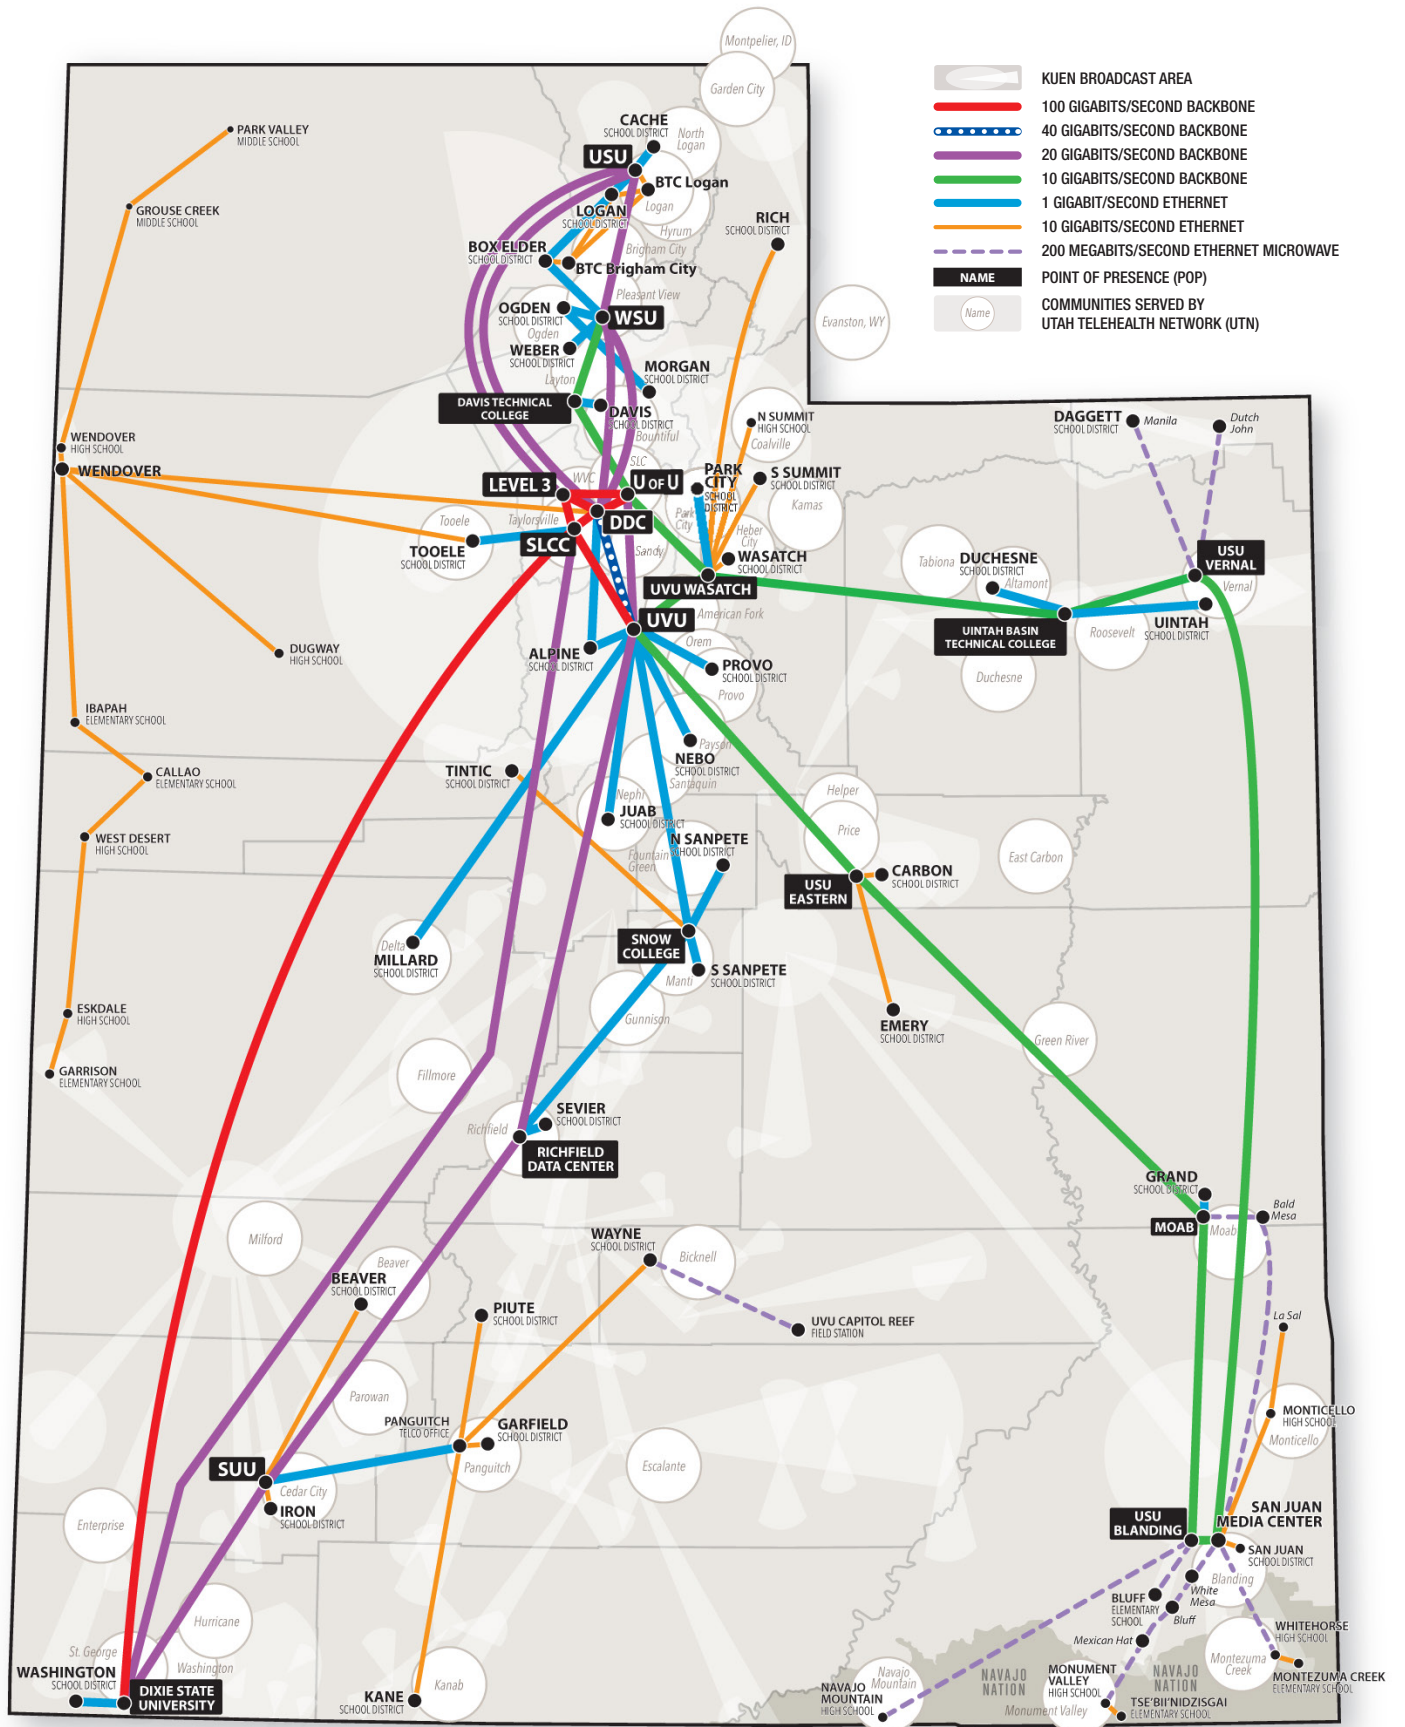 Montpelier, ID
Garden City
KUEN BROADCAST AREA
100 GIGABITS/SECOND BACKBONE
40 GIGABITS/SECOND BACKBONE
20 GIGABITS/SECOND BACKBONE
10 GIGABITS/SECOND BACKBONE
1 GIGABIT/SECOND ETHERNET
10 GIGABITS/SECOND ETHERNET
200 MEGABITS/SECOND ETHERNET MICROWAVE
NAME
POINT OF PRESENCE (POP)
Name
COMMUNITIES SERVED BY
UTAH TELEHEALTH NETWORK (UTN)
PARK VALLEY
MIDDLE SCHOOL
GROUSE CREEK
MIDDLE SCHOOL
CACHE
SCHOOL DISTRICT
North
Logan
USU
BTC Logan
LOGAN
SCHOOL DISTRICT
Logan
Hyrum
RICH
SCHOOL DISTRICT
BOX ELDER
SCHOOL DISTRICT
Brigham City
BTC Brigham City
Pleasant View
OGDEN
SCHOOL DISTRICT
Ogden
WSU
Evanston, WY
WEBER
SCHOOL DISTRICT
Layton
MORGAN
SCHOOL DISTRICT
DAVIS TECHNICAL
COLLEGE
DAVIS
SCHOOL DISTRICT
Bountiful
N SUMMIT
HIGH SCHOOL
Coalville
DAGGETT
SCHOOL DISTRICT
Manila
Dutch
John
WENDOVER
HIGH SCHOOL
WENDOVER
LEVEL 3
WVC
SLC
U OF U
PARK
CITY
SCHOOL
DISTRICT
S SUMMIT
SCHOOL DISTRICT
Kamas
Tooele
TOOELE
SCHOOL DISTRICT
Taylorsville
DDC
SLCC
Sandy
Park
City
Heber
City
WASATCH
SCHOOL DISTRICT
UVU WASATCH
Tabiona
DUCHESNE
SCHOOL DISTRICT
Altamont
USU
VERNAL
Vernal
UINTAH
SCHOOL DISTRICT
UINTAH BASIN
TECHNICAL COLLEGE
Roosevelt
Duchesne
American Fork
UVU
Orem
ALPINE
SCHOOL DISTRICT
PROVO
SCHOOL DISTRICT
Provo
DUGWAY
HIGH SCHOOL
IBAPAH
ELEMENTARY SCHOOL
CALLAO
ELEMENTARY SCHOOL
WEST DESERT
HIGH SCHOOL
TINTIC
SCHOOL DISTRICT
Payson
NEBO
SCHOOL DISTRICT
Santaquin
Nephi
JUAB
SCHOOL DISTRICT
N SANPETE
SCHOOL DISTRICT
Fountain
Green
Helper
Price
East Carbon
USU
EASTERN
CARBON
SCHOOL DISTRICT
Delta
MILLARD
SCHOOL DISTRICT
SNOW
COLLEGE
S SANPETE
SCHOOL DISTRICT
Manti
Gunnison
EMERY
SCHOOL DISTRICT
Green River
ESKDALE
HIGH SCHOOL
GARRISON
ELEMENTARY SCHOOL
Fillmore
Richfield
SEVIER
SCHOOL DISTRICT
RICHFIELD
DATA CENTER
GRAND
SCHOOL DISTRICT
MOAB
Moab
Bald
Mesa
Milford
Beaver
BEAVER
SCHOOL DISTRICT
WAYNE
SCHOOL DISTRICT
Bicknell
PIUTE
SCHOOL DISTRICT
UVU CAPITOL REEF
FIELD STATION
La Sal
Parowan
PANGUITCH
TELCO OFFICE
GARFIELD
SCHOOL DISTRICT
Panguitch
Escalante
MONTICELLO
HIGH SCHOOL
Monticello
SUU
Cedar City
IRON
SCHOOL DISTRICT
Enterprise
USU
BLANDING
SAN JUAN
MEDIA CENTER
SAN JUAN
SCHOOL DISTRICT
Blanding
White
Mesa
BLUFF
ELEMENTARY
SCHOOL
Bluff
Mexican Hat
WHITEHORSE
HIGH SCHOOL
Montezuma
Creek
MONTEZUMA CREEK
ELEMENTARY SCHOOL
Hurricane
St. George
Washington
WASHINGTON
SCHOOL DISTRICT
DIXIE STATE
UNIVERSITY
KANE
SCHOOL DISTRICT
Kanab
Navajo
Mountain
NAVAJO
MOUNTAIN
HIGH SCHOOL
NAVAJO
NATION
MONUMENT
VALLEY
HIGH SCHOOL
Monument Valley
NAVAJO
NATION
TSE'BII'NIDZISGAI
ELEMENTARY SCHOOL